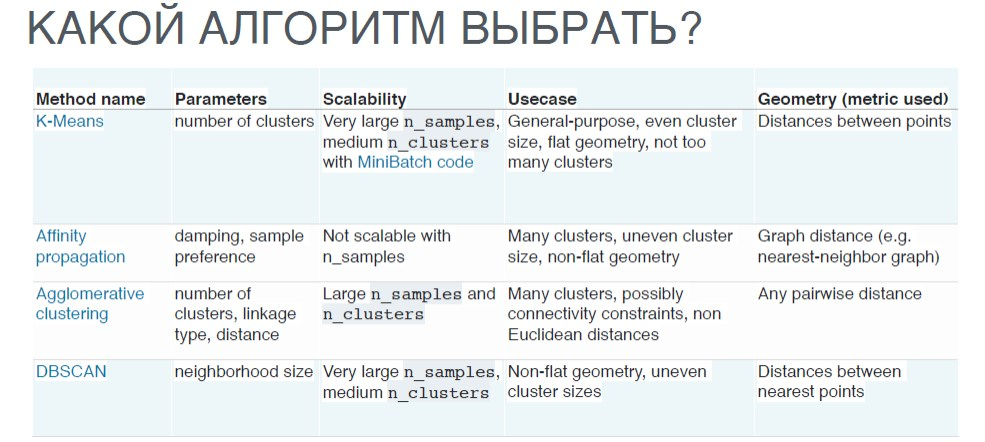 КАКОЙ АЛГОРИТМ ВЫБРАТЬ?
Method name Parameters Scalability Usecase Geometry (metric used)
K-Means number of clusters Very large n_samples, General-purpose, even cluster Distances between points
medium n_clusters size, flat geometry, not too
with MiniBatch code many clusters
Affinity damping, sample Not scalable with Many clusters, uneven cluster Graph distance (e.g.
propagation preference n_samples size, non-flat geometry nearest-neighbor graph)
Agglomerative number of Large n_samples and Many clusters, possibly Any pairwise distance
clustering clusters, linkage n_clusters connectivity constraints, non
type, distance Euclidean distances
DBSCAN neighborhood size Very large n_samples, Non-flat geometry, uneven Distances between
medium n_clusters cluster sizes nearest points